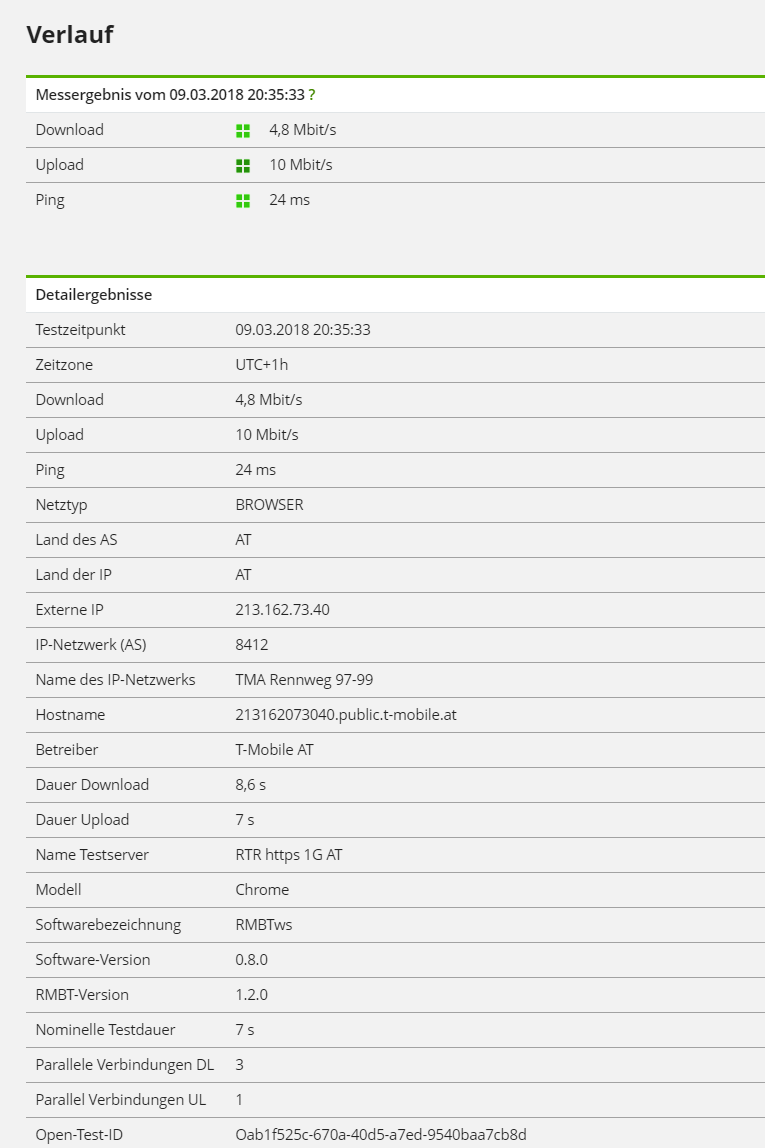 Verlauf
Messergebnis vom 09.03.2018 20:35:33 ?
Download 4,8 Mbit/s
Upload 10 Mbit/s
Ping 24 ms
Detailergebnisse
Testzeitpunkt 09.03.2018 20:35:33
Zeitzone UTC+1h
Download 4,8 Mbit/s
Upload 10 Mbit/s
Ping 24 ms
Netztyp BROWSER
Land des AS AT
Land der IP AT
Externe IP 213.162.73.40
IP-Netzwerk (AS) 8412
Name des IP-Netzwerks TMA Rennweg 97-99
Hostname 213162073040.public.t-mobile.at
Betreiber T-Mobile AT
Dauer Download 8,6 s
Dauer Upload 7 s
Name Testserver RTR https 1G AT
Modell Chrome
Softwarebezeichnung RMBTws
Software-Version 0.8.0
RMBT-Version 1.2.0
Nominelle Testdauer 7 s
Parallele Verbindungen DL 3
Parallel Verbindungen UL 1
Open-Test-ID Oab1f525c-670a-40d5-a7ed-9540baa7cb8d